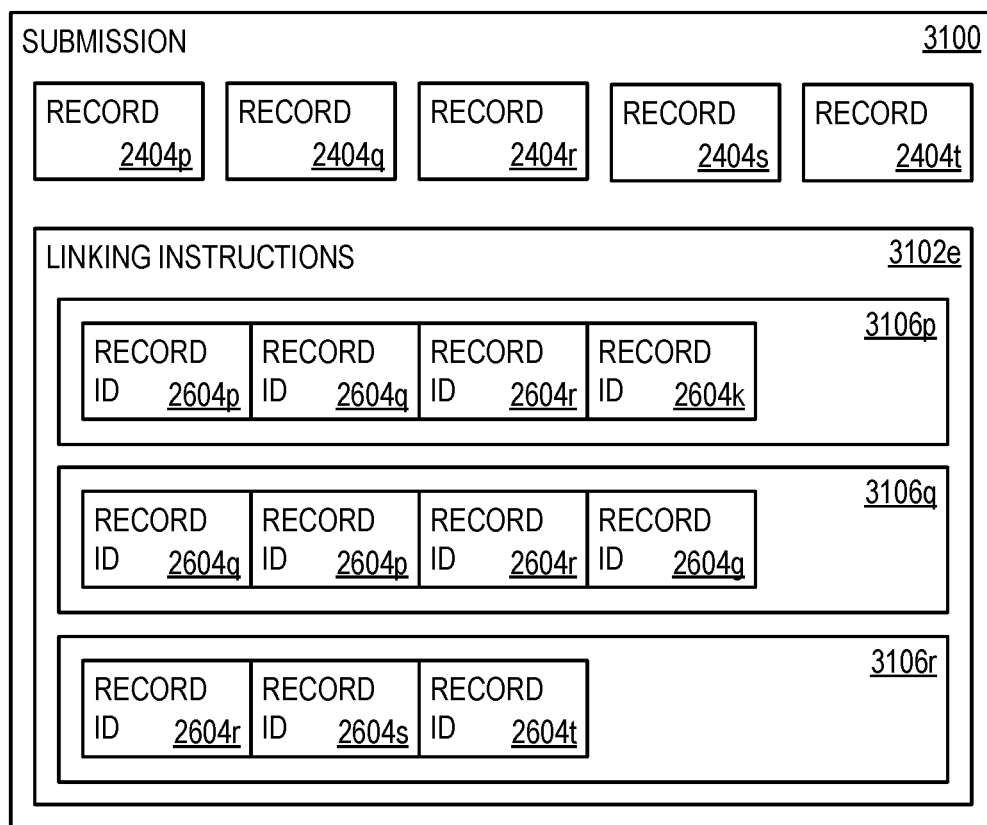 SUBMISSION 3100
RECORD RECORD RECORD RECORD RECORD
2404p 2404q 2404r 2404s 2404t
LINKING INSTRUCTIONS 3102e
3106p
RECORD RECORD RECORD RECORD
ID 2604p ID 2604q ID 2604r ID 2604k
3106q
RECORD RECORD RECORD RECORD
ID 2604q ID 2604p ID 2604r ID 2604g
3106r
RECORD RECORD RECORD
ID 2604r ID 2604s ID 2604t